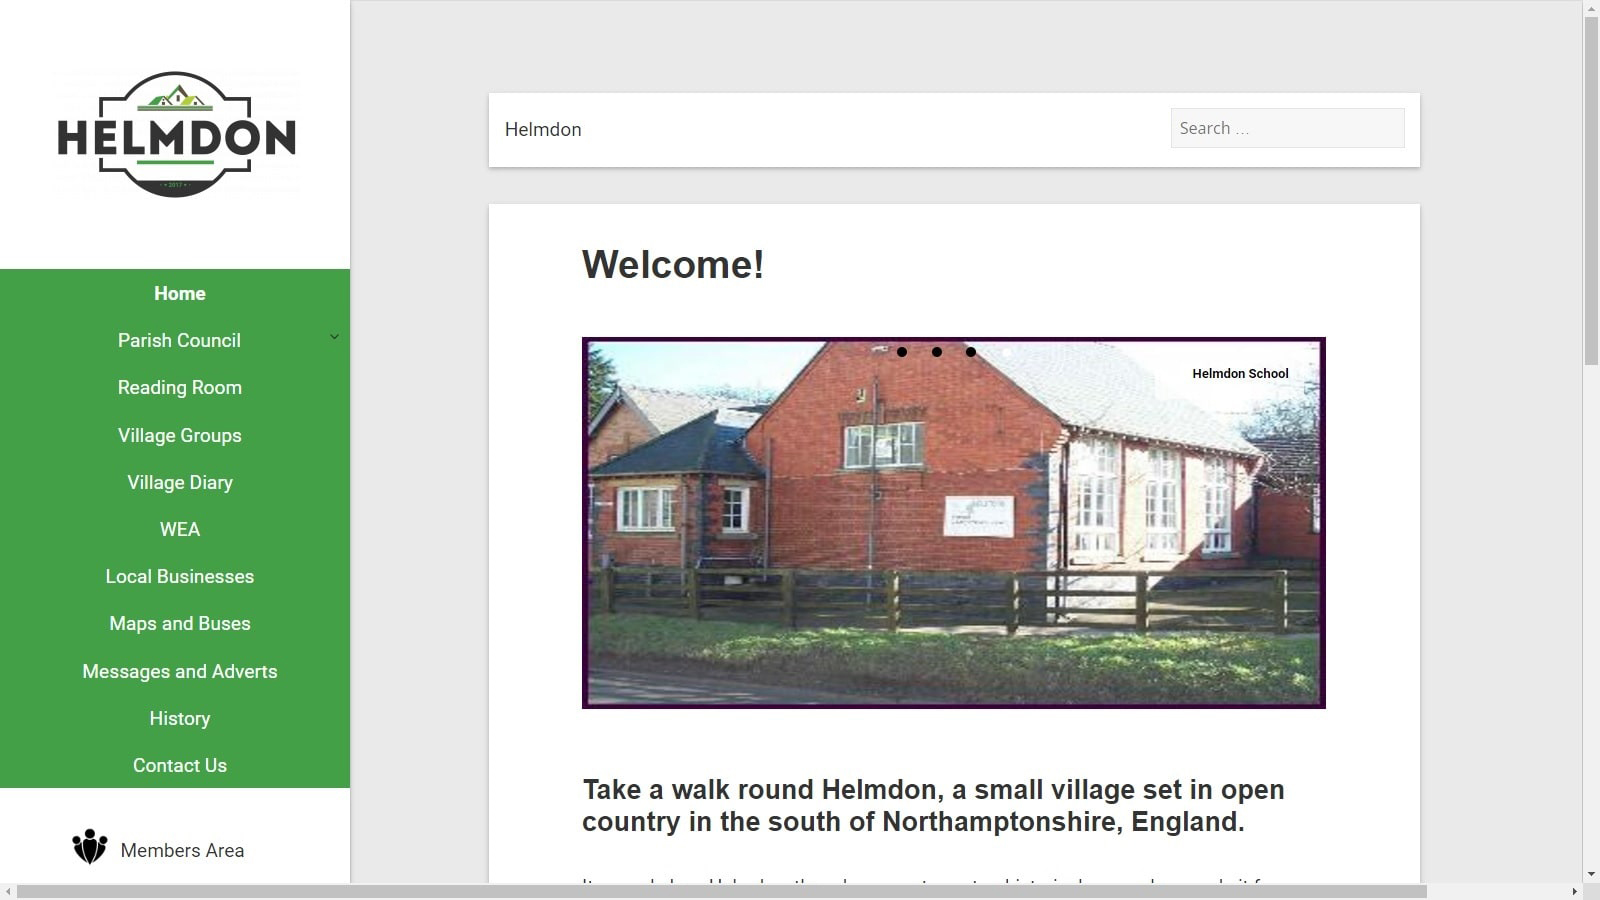 HELMDON
2017
Home
Parish Council
Reading Room
Village Groups
Village Diary
WEA
Local Businesses
Maps and Buses
Messages and Adverts
History
Contact Us
Members Area
Helmdon
Search ...
Welcome!
Helmdon School
Take a walk round Helmdon, a small village set in open
country in the south of Northamptonshire, England.